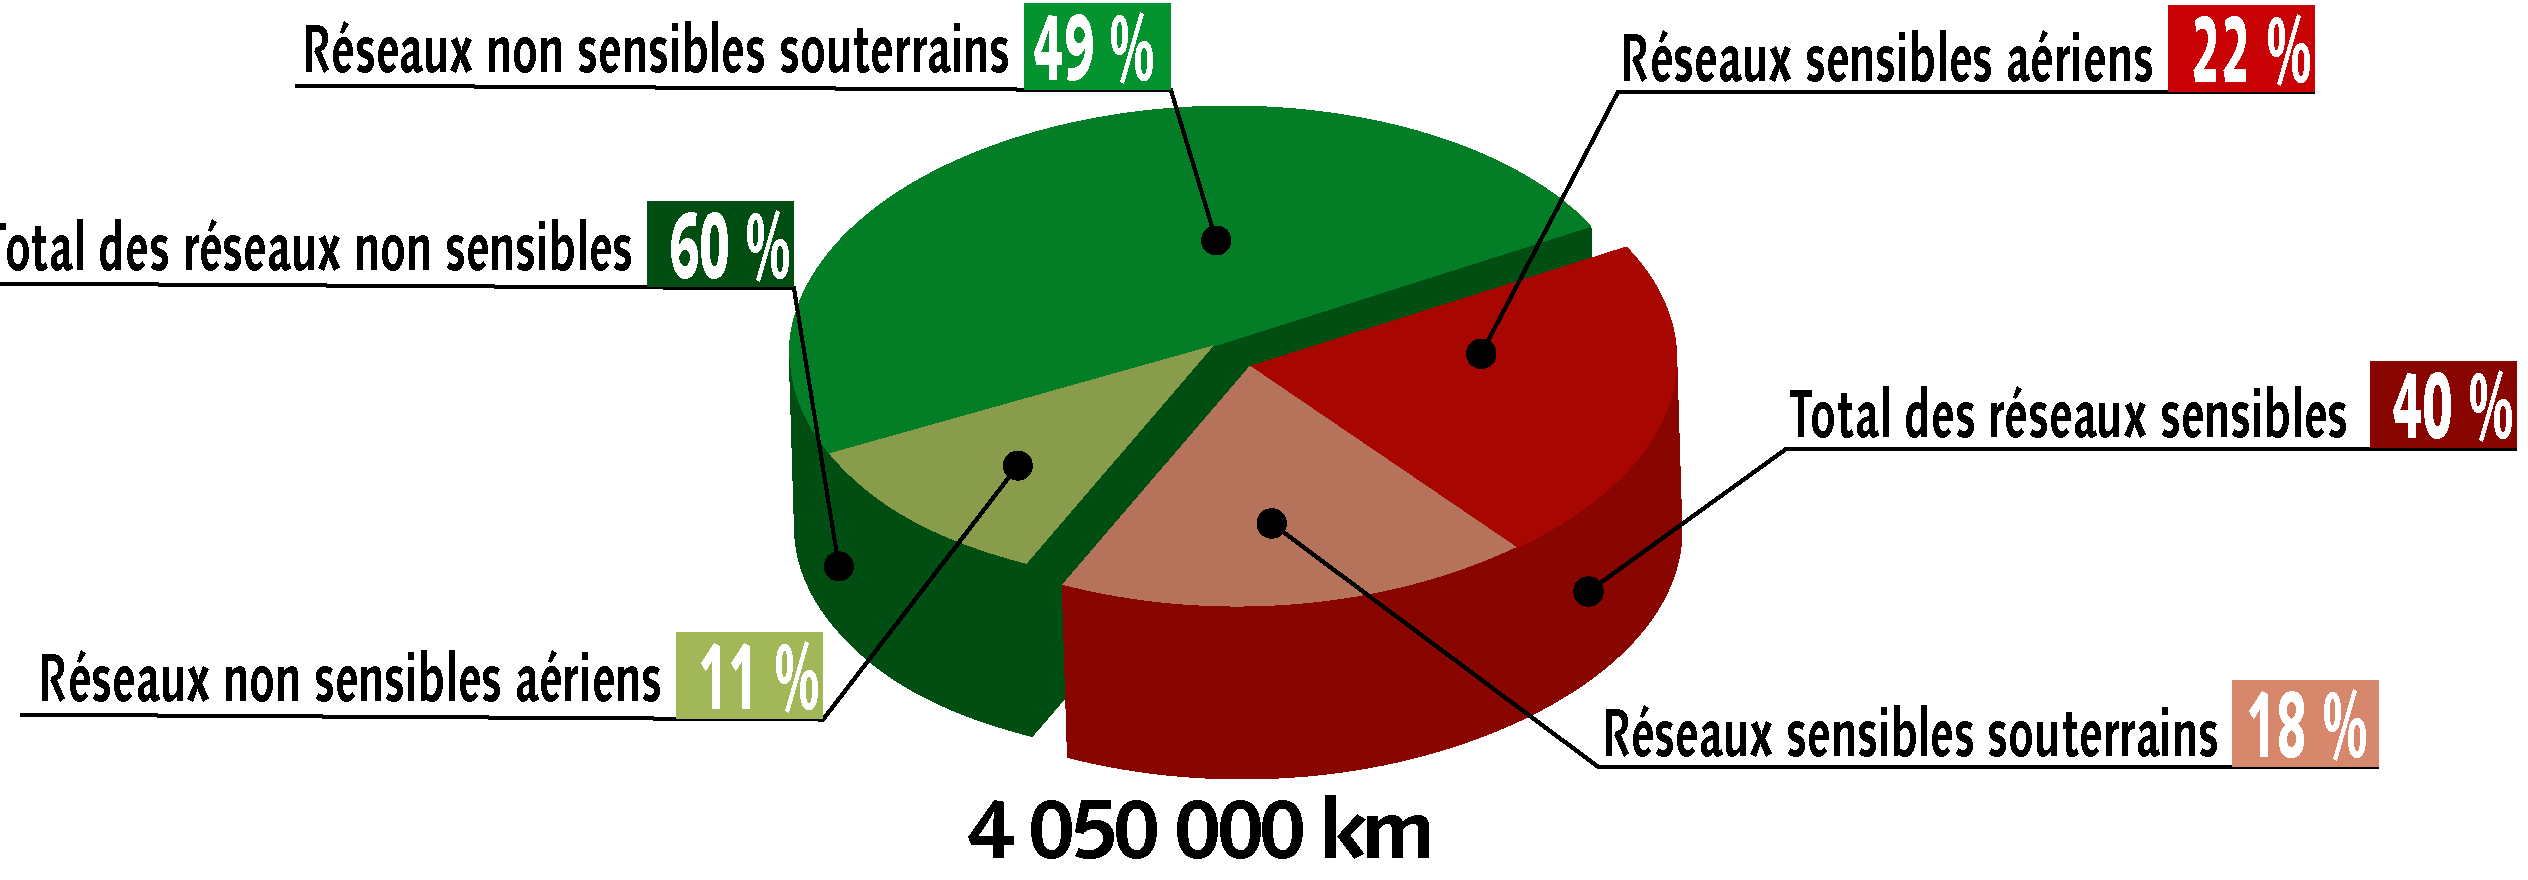 Réseaux non sensibles souterrains 49 %
Réseaux sensibles aériens 22 %
Total des réseaux non sensibles 60 %
Total des réseaux sensibles 40 %
Réseaux non sensibles aériens 11 %
Réseaux sensibles souterrains 18 %
4 050 000 km